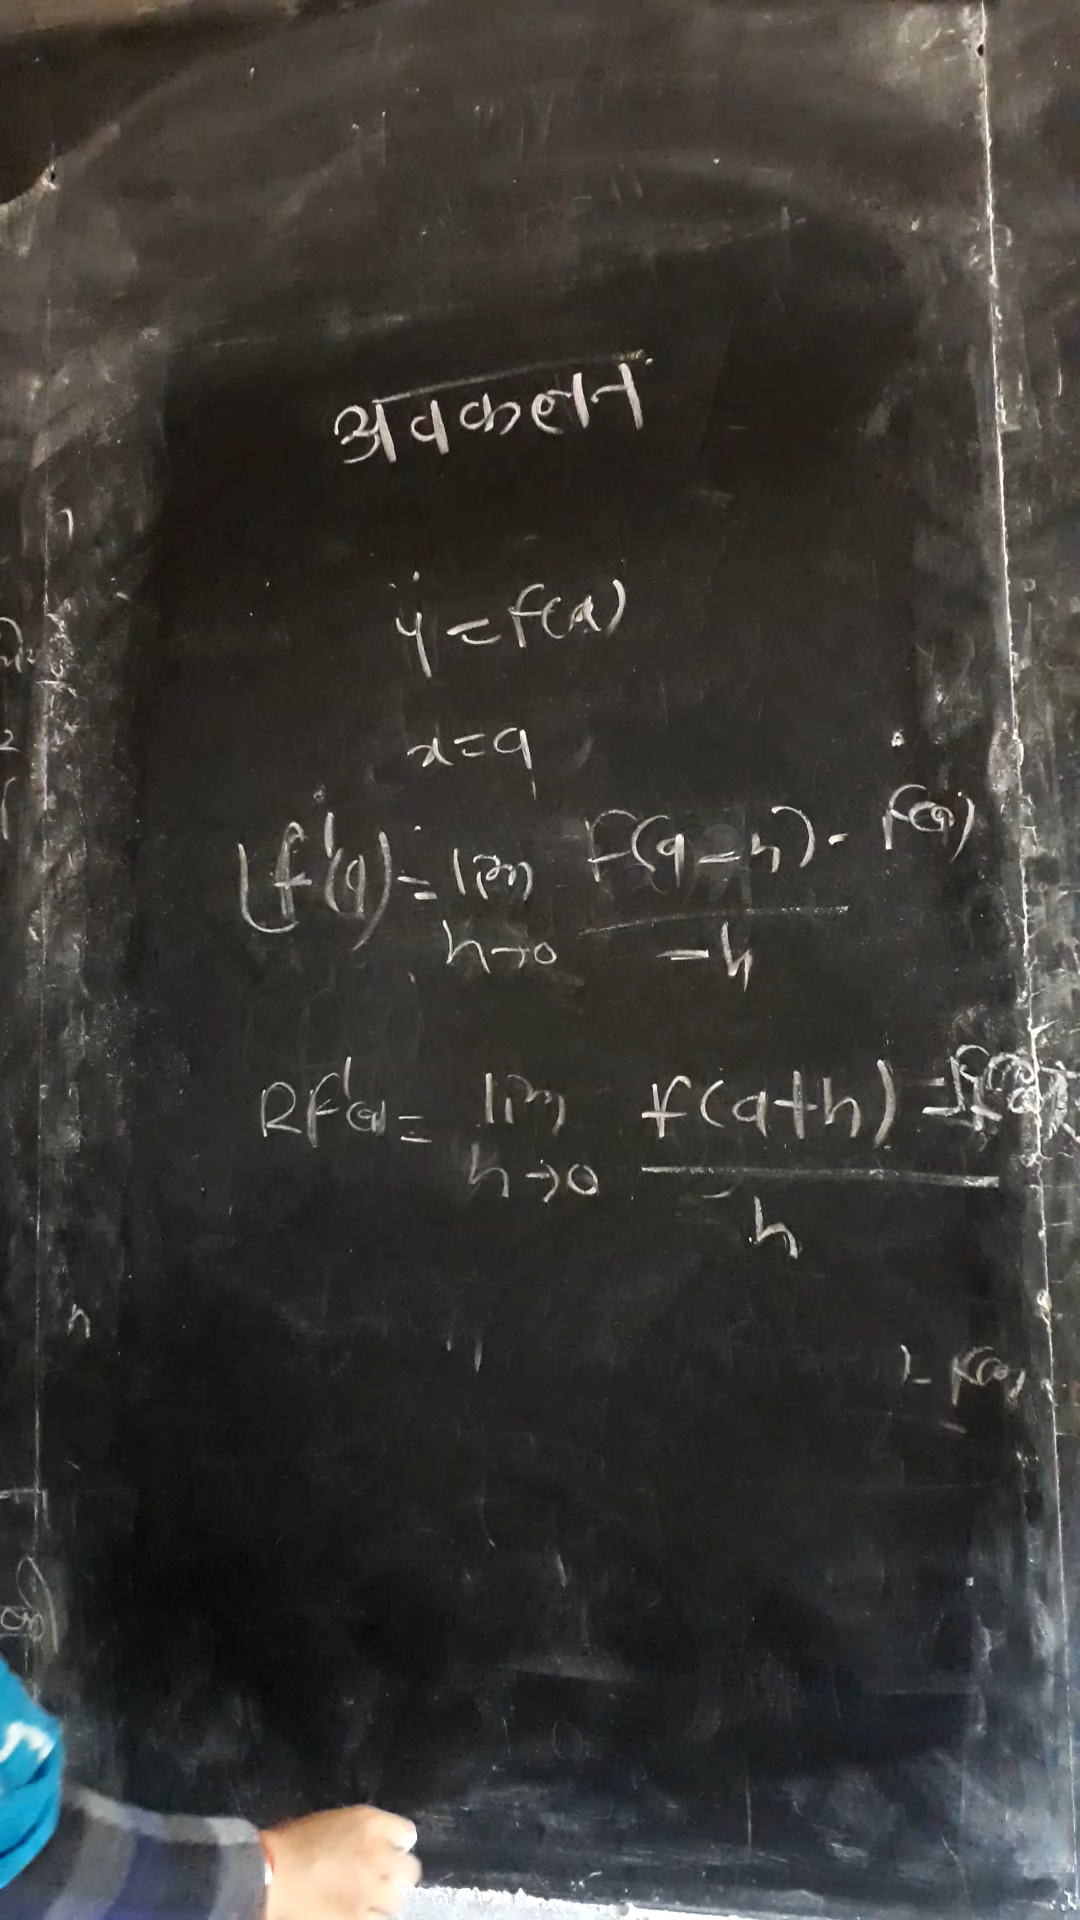 अवकलन
y = f(a)
x = a
Lf'(a) = lim f(a-h) - f(a)
h→0 -h
Rf'(a) = lim f(a+h) - f(a)
h→0 h
) - f(a)